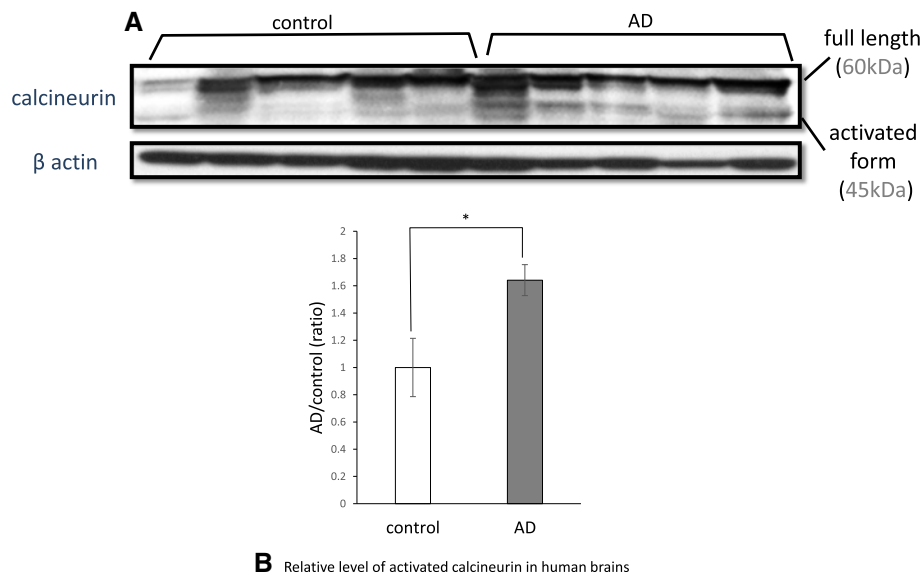 A
control
AD
full length
(60kDa)
calcineurin
activated
form
(45kDa)
β actin
*
2
1.8
1.6
1.4
1.2
1
0.8
0.6
0.4
0.2
0
AD/control (ratio)
control
AD
B Relative level of activated calcineurin in human brains